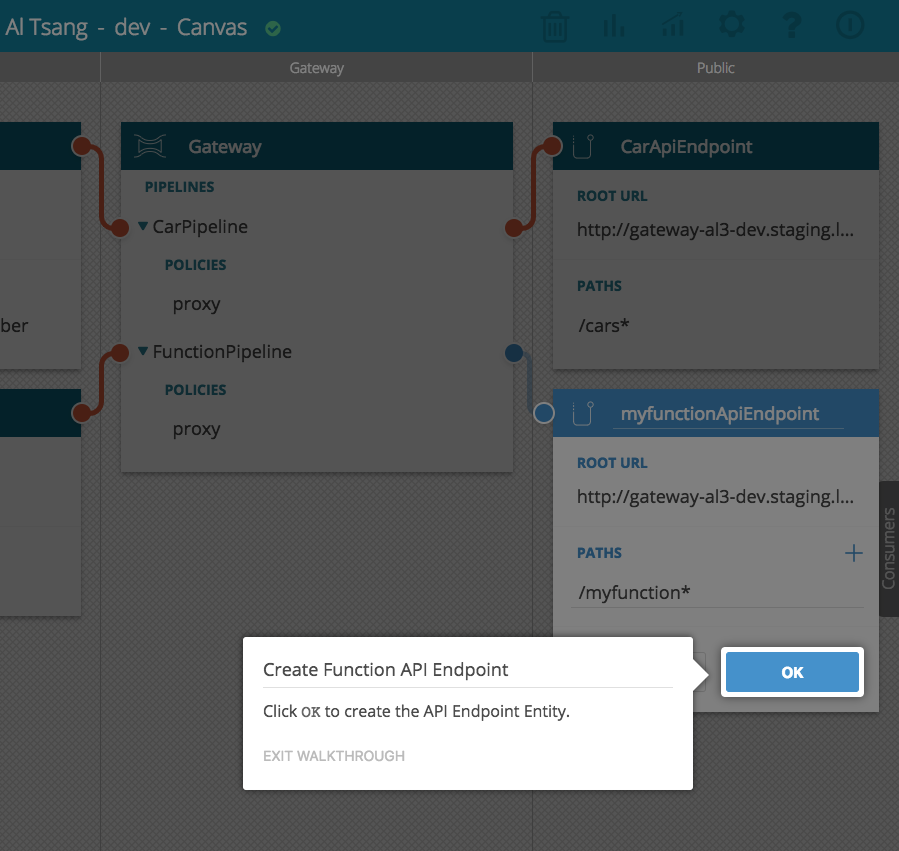 Al Tsang - dev - Canvas
Gateway
Public
Gateway
PIPELINES
CarPipeline
POLICIES
proxy
FunctionPipeline
POLICIES
proxy
ber
CarApiEndpoint
ROOT URL
http://gateway-al3-dev.staging.l...
PATHS
/cars*
myfunctionApiEndpoint
ROOT URL
http://gateway-al3-dev.staging.l...
PATHS
/myfunction*
Consumers
Create Function API Endpoint
Click OK to create the API Endpoint Entity.
EXIT WALKTHROUGH
OK